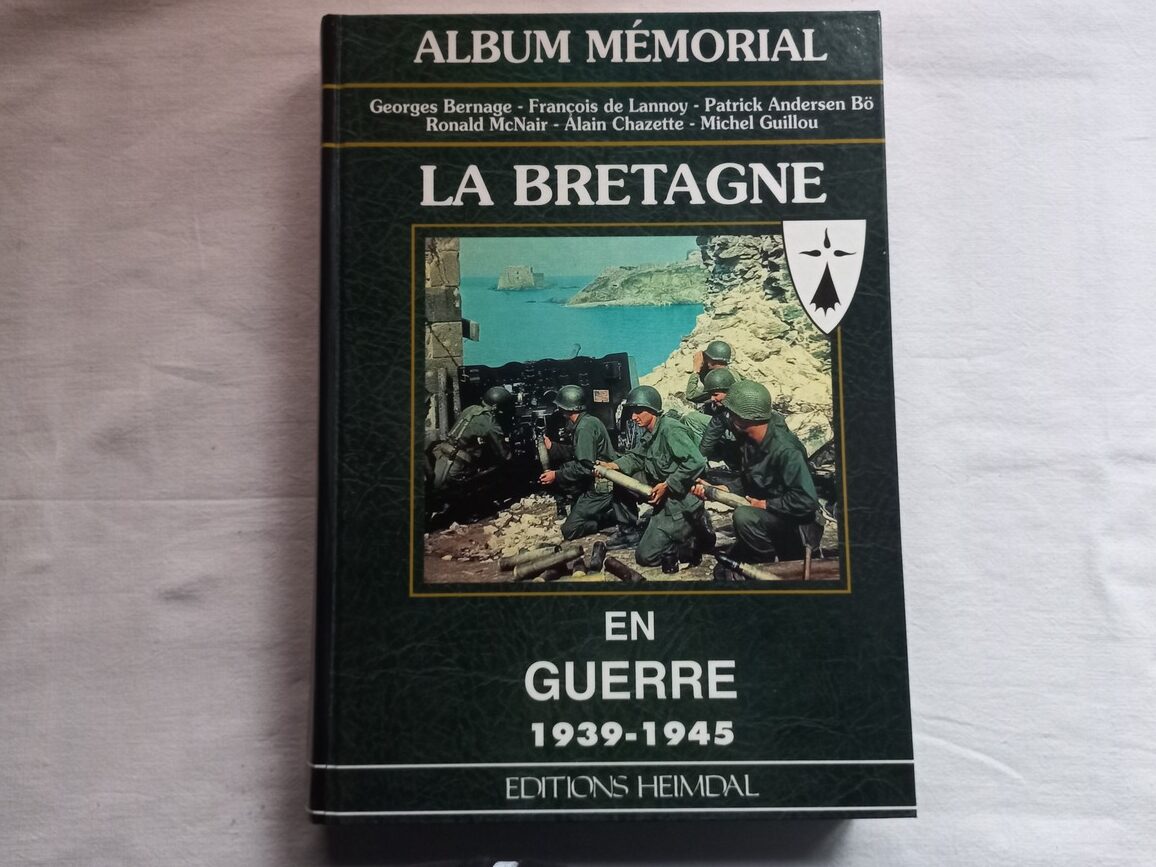 ALBUM MÉMORIAL
Georges Bernage - François de Lannoy - Patrick Andersen Bö
Ronald McNair - Alain Chazette - Michel Guillou
LA BRETAGNE
EN
GUERRE
1939-1945
EDITIONS HEIMDAL